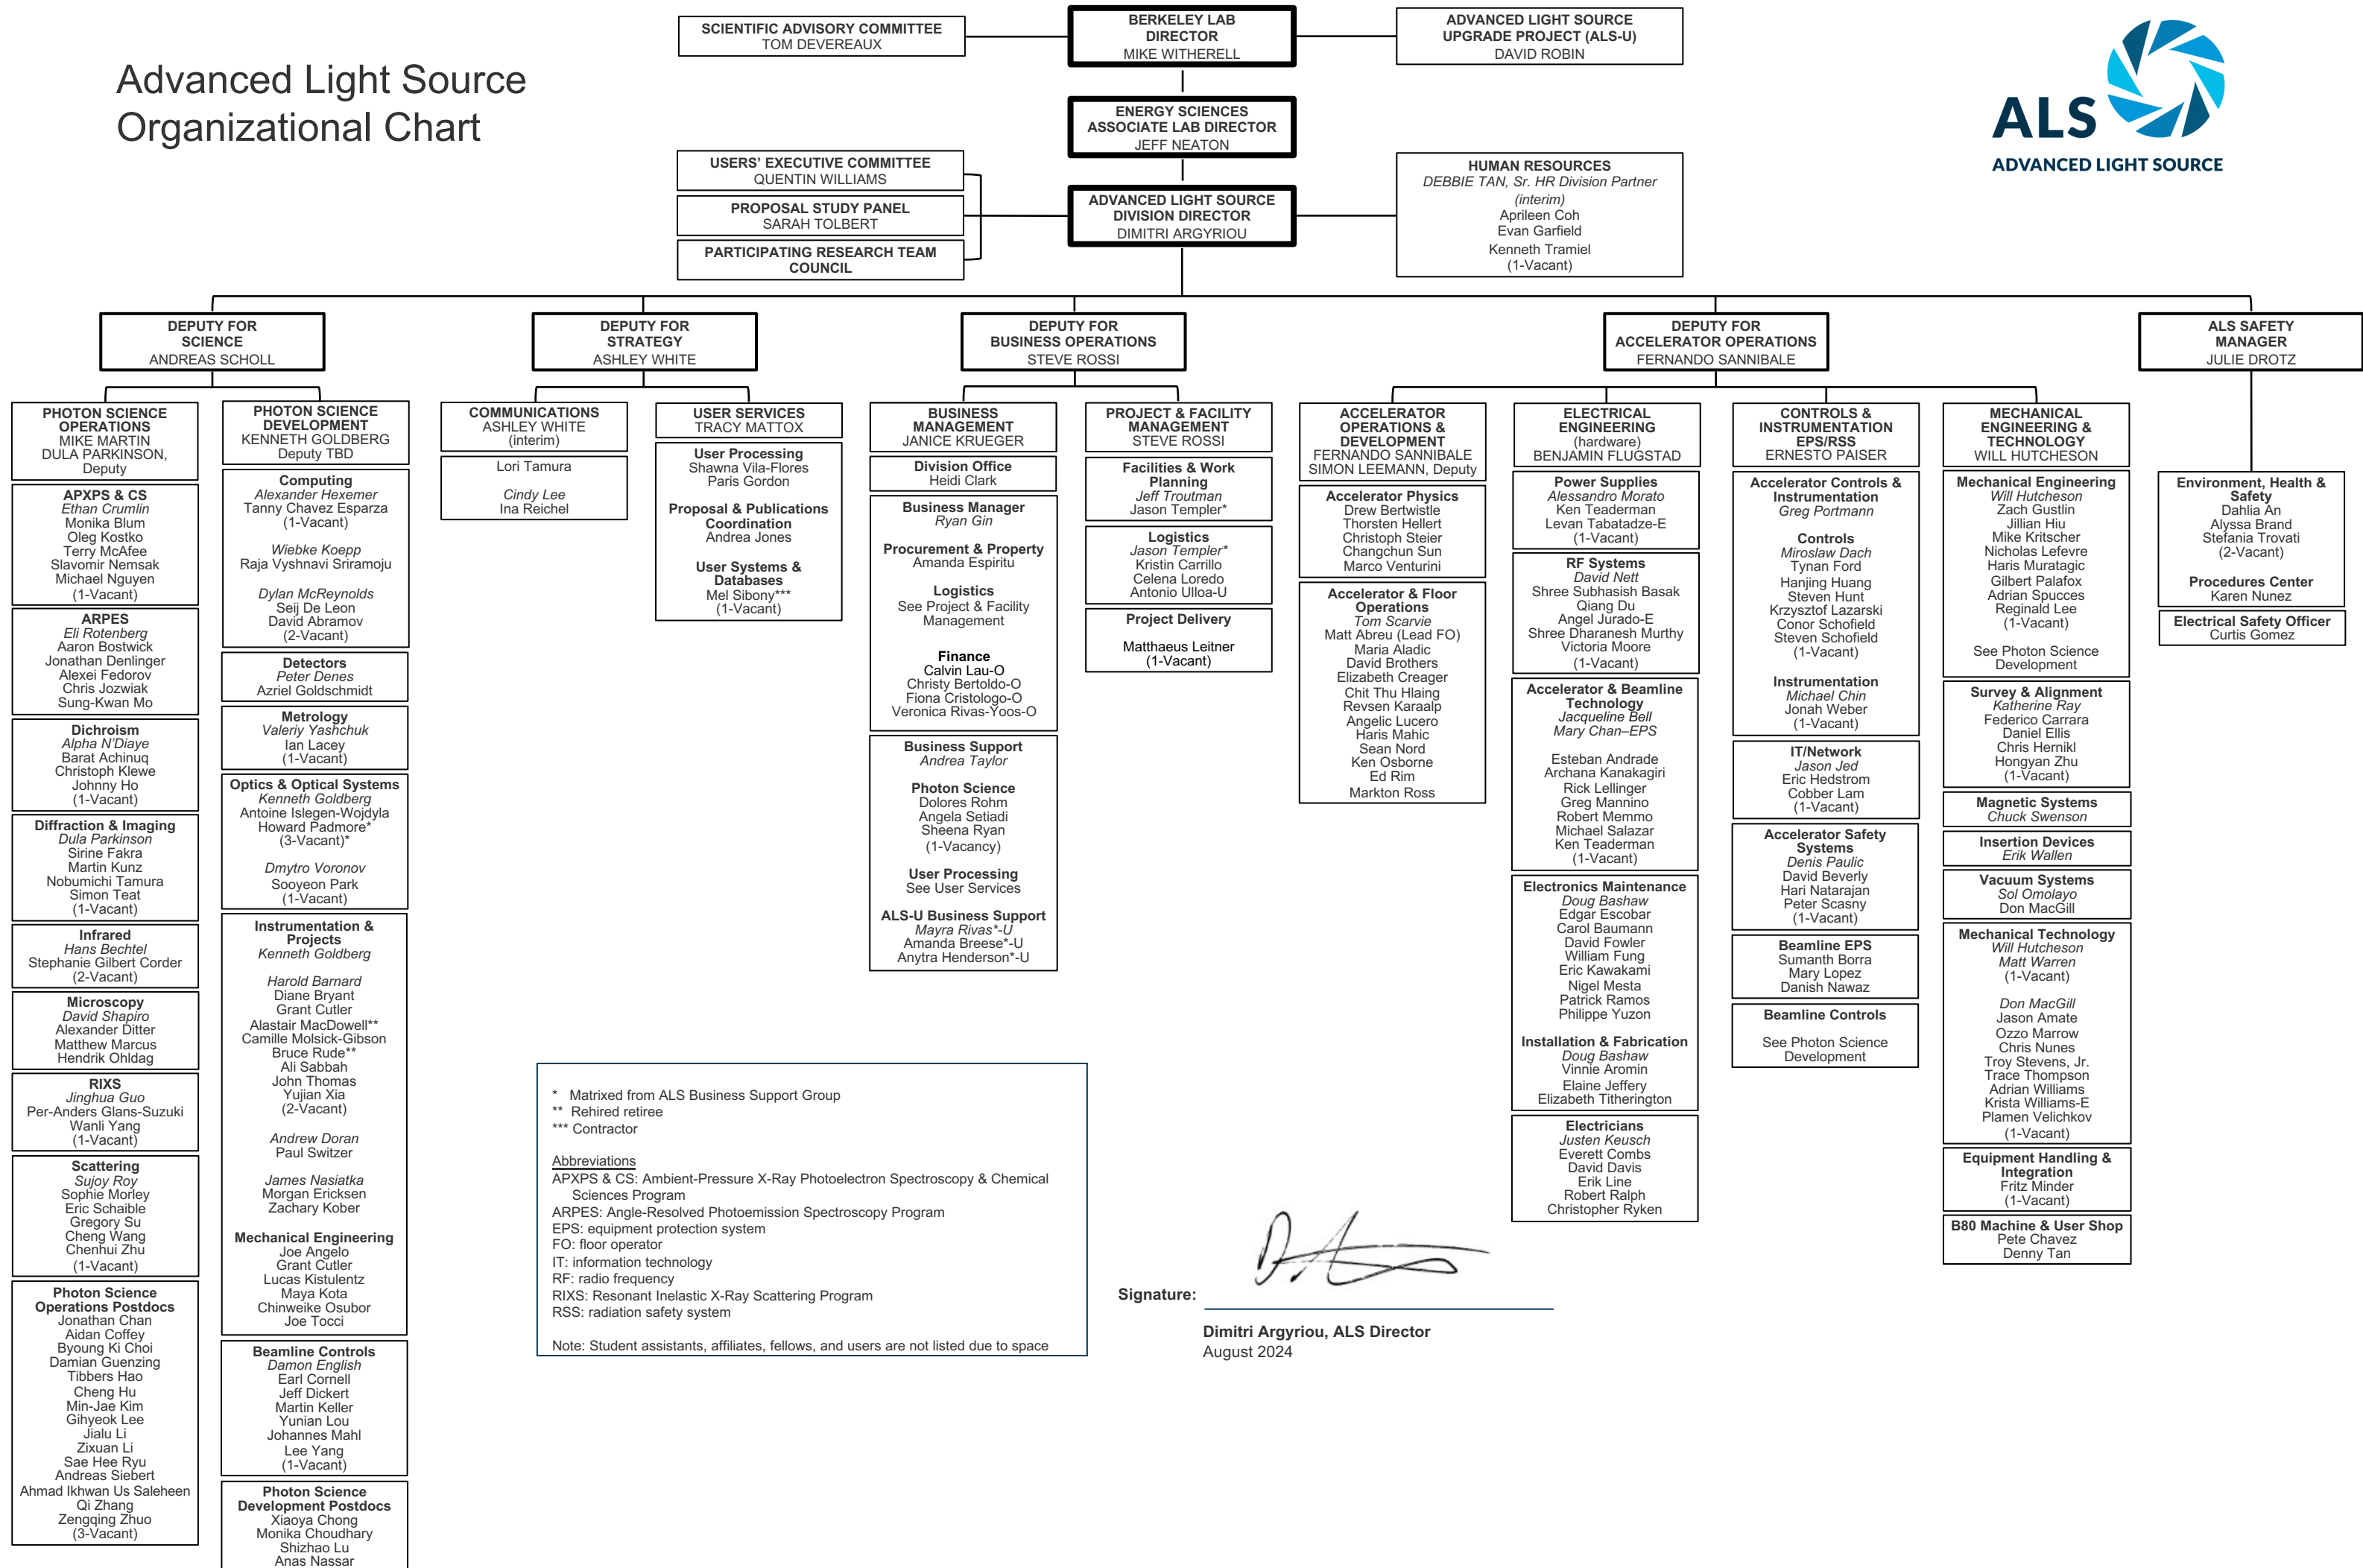 Advanced Light Source
Organizational Chart
SCIENTIFIC ADVISORY COMMITTEE
TOM DEVEREAUX
BERKELEY LAB
DIRECTOR
MIKE WITHERELL
ADVANCED LIGHT SOURCE
UPGRADE PROJECT (ALS-U)
DAVID ROBIN
ALS
ADVANCED LIGHT SOURCE
ENERGY SCIENCES
ASSOCIATE LAB DIRECTOR
JEFF NEATON
USERS’ EXECUTIVE COMMITTEE
QUENTIN WILLIAMS
PROPOSAL STUDY PANEL
SARAH TOLBERT
PARTICIPATING RESEARCH TEAM
COUNCIL
ADVANCED LIGHT SOURCE
DIVISION DIRECTOR
DIMITRI ARGYRIOU
HUMAN RESOURCES
DEBBIE TAN, Sr. HR Division Partner
(interim)
Aprileen Coh
Evan Garfield
Kenneth Tramiel
(1-Vacant)
DEPUTY FOR
SCIENCE
ANDREAS SCHOLL
DEPUTY FOR
STRATEGY
ASHLEY WHITE
DEPUTY FOR
BUSINESS OPERATIONS
STEVE ROSSI
DEPUTY FOR
ACCELERATOR OPERATIONS
FERNANDO SANNIBALE
ALS SAFETY
MANAGER
JULIE DROTZ
PHOTON SCIENCE
OPERATIONS
MIKE MARTIN
DULA PARKINSON,
Deputy
APXPS & CS
Ethan Crumlin
Monika Blum
Oleg Kostko
Terry McAfee
Slavomir Nemsak
Michael Nguyen
(1-Vacant)
ARPES
Eli Rotenberg
Aaron Bostwick
Jonathan Denlinger
Alexei Fedorov
Chris Jozwiak
Sung-Kwan Mo
Dichroism
Alpha N’Diaye
Barat Achinuq
Christoph Klewe
Johnny Ho
(1-Vacant)
Diffraction & Imaging
Dula Parkinson
Sirine Fakra
Martin Kunz
Nobumichi Tamura
Simon Teat
(1-Vacant)
Infrared
Hans Bechtel
Stephanie Gilbert Corder
(2-Vacant)
Microscopy
David Shapiro
Alexander Ditter
Matthew Marcus
Hendrik Ohldag
RIXS
Jinghua Guo
Per-Anders Glans-Suzuki
Wanli Yang
(1-Vacant)
Scattering
Sujoy Roy
Sophie Morley
Eric Schaible
Gregory Su
Cheng Wang
Chenhui Zhu
(1-Vacant)
Photon Science
Operations Postdocs
Jonathan Chan
Aidan Coffey
Byoung Ki Choi
Damian Guenzing
Tibbers Hao
Cheng Hu
Min-Jae Kim
Gihyeok Lee
Jialu Li
Zixuan Li
Sae Hee Ryu
Andreas Siebert
Ahmad Ikhwan Us Saleheen
Qi Zhang
Zengqing Zhuo
(3-Vacant)
PHOTON SCIENCE
DEVELOPMENT
KENNETH GOLDBERG
Deputy TBD
Computing
Alexander Hexemer
Tanny Chavez Esparza
(1-Vacant)
Wiebke Koepp
Raja Vyshnavi Sriramoju
Dylan McReynolds
Seij De Leon
David Abramov
(2-Vacant)
Detectors
Peter Denes
Azriel Goldschmidt
Metrology
Valeriy Yashchuk
Ian Lacey
(1-Vacant)
Optics & Optical Systems
Kenneth Goldberg
Antoine Islegen-Wojdyla
Howard Padmore*
(3-Vacant)*
Dmytro Voronov
Sooyeon Park
(1-Vacant)
Instrumentation &
Projects
Kenneth Goldberg
Harold Barnard
Diane Bryant
Grant Cutler
Alastair MacDowell**
Camille Molsick-Gibson
Bruce Rude**
Ali Sabbah
John Thomas
Yujian Xia
(2-Vacant)
Andrew Doran
Paul Switzer
James Nasiatka
Morgan Ericksen
Zachary Kober
Mechanical Engineering
Joe Angelo
Grant Cutler
Lucas Kistulentz
Maya Kota
Chinweike Osubor
Joe Tocci
Beamline Controls
Damon English
Earl Cornell
Jeff Dickert
Martin Keller
Yunian Lou
Johannes Mahl
Lee Yang
(1-Vacant)
Photon Science
Development Postdocs
Xiaoya Chong
Monika Choudhary
Shizhao Lu
Anas Nassar
COMMUNICATIONS
ASHLEY WHITE
(interim)
Lori Tamura
Cindy Lee
Ina Reichel
USER SERVICES
TRACY MATTOX
User Processing
Shawna Vila-Flores
Paris Gordon
Proposal & Publications
Coordination
Andrea Jones
User Systems &
Databases
Mel Sibony***
(1-Vacant)
BUSINESS
MANAGEMENT
JANICE KRUEGER
Division Office
Heidi Clark
Business Manager
Ryan Gin
Procurement & Property
Amanda Espiritu
Logistics
See Project & Facility
Management
Finance
Calvin Lau-O
Christy Bertoldo-O
Fiona Cristologo-O
Veronica Rivas-Yoos-O
Business Support
Andrea Taylor
Photon Science
Dolores Rohm
Angela Setiadi
Sheena Ryan
(1-Vacancy)
User Processing
See User Services
ALS-U Business Support
Mayra Rivas*-U
Amanda Breese*-U
Anytra Henderson*-U
PROJECT & FACILITY
MANAGEMENT
STEVE ROSSI
Facilities & Work
Planning
Jeff Troutman
Jason Templer*
Logistics
Jason Templer*
Kristin Carrillo
Celena Loredo
Antonio Ulloa-U
Project Delivery
Matthaeus Leitner
(1-Vacant)
ACCELERATOR
OPERATIONS &
DEVELOPMENT
FERNANDO SANNIBALE
SIMON LEEMANN, Deputy
Accelerator Physics
Drew Bertwistle
Thorsten Hellert
Christoph Steier
Changchun Sun
Marco Venturini
Accelerator & Floor
Operations
Tom Scarvie
Matt Abreu (Lead FO)
Maria Aladic
David Brothers
Elizabeth Creager
Chit Thu Hlaing
Revsen Karaalp
Angelic Lucero
Haris Mahic
Sean Nord
Ken Osborne
Ed Rim
Markton Ross
ELECTRICAL
ENGINEERING
(hardware)
BENJAMIN FLUGSTAD
Power Supplies
Alessandro Morato
Ken Teaderman
Levan Tabatadze-E
(1-Vacant)
RF Systems
David Nett
Shree Subhasish Basak
Qiang Du
Angel Jurado-E
Shree Dharanesh Murthy
Victoria Moore
(1-Vacant)
Accelerator & Beamline
Technology
Jacqueline Bell
Mary Chan–EPS
Esteban Andrade
Archana Kanakagiri
Rick Lellinger
Greg Mannino
Robert Memmo
Michael Salazar
Ken Teaderman
(1-Vacant)
Electronics Maintenance
Doug Bashaw
Edgar Escobar
Carol Baumann
David Fowler
William Fung
Eric Kawakami
Nigel Mesta
Patrick Ramos
Philippe Yuzon
Installation & Fabrication
Doug Bashaw
Vinnie Aromin
Elaine Jeffery
Elizabeth Titherington
Electricians
Justen Keusch
Everett Combs
David Davis
Erik Line
Robert Ralph
Christopher Ryken
CONTROLS &
INSTRUMENTATION
EPS/RSS
ERNESTO PAISER
Accelerator Controls &
Instrumentation
Greg Portmann
Controls
Miroslaw Dach
Tynan Ford
Hanjing Huang
Steven Hunt
Krzysztof Lazarski
Conor Schofield
Steven Schofield
(1-Vacant)
Instrumentation
Michael Chin
Jonah Weber
(1-Vacant)
IT/Network
Jason Jed
Eric Hedstrom
Cobber Lam
(1-Vacant)
Accelerator Safety
Systems
Denis Paulic
David Beverly
Hari Natarajan
Peter Scasny
(1-Vacant)
Beamline EPS
Sumanth Borra
Mary Lopez
Danish Nawaz
Beamline Controls
See Photon Science
Development
MECHANICAL
ENGINEERING &
TECHNOLOGY
WILL HUTCHESON
Mechanical Engineering
Will Hutcheson
Zach Gustlin
Jillian Hiu
Mike Kritscher
Nicholas Lefevre
Haris Muratagic
Gilbert Palafox
Adrian Spucces
Reginald Lee
(1-Vacant)
See Photon Science
Development
Survey & Alignment
Katherine Ray
Federico Carrara
Daniel Ellis
Chris Hernikl
Hongyan Zhu
(1-Vacant)
Magnetic Systems
Chuck Swenson
Insertion Devices
Erik Wallen
Vacuum Systems
Sol Omolayo
Don MacGill
Mechanical Technology
Will Hutcheson
Matt Warren
(1-Vacant)
Don MacGill
Jason Amate
Ozzo Marrow
Chris Nunes
Troy Stevens, Jr.
Trace Thompson
Adrian Williams
Krista Williams-E
Plamen Velichkov
(1-Vacant)
Equipment Handling &
Integration
Fritz Minder
(1-Vacant)
B80 Machine & User Shop
Pete Chavez
Denny Tan
Environment, Health &
Safety
Dahlia An
Alyssa Brand
Stefania Trovati
(2-Vacant)
Procedures Center
Karen Nunez
Electrical Safety Officer
Curtis Gomez
* Matrixed from ALS Business Support Group
** Rehired retiree
*** Contractor
Abbreviations
APXPS & CS: Ambient-Pressure X-Ray Photoelectron Spectroscopy & Chemical
Sciences Program
ARPES: Angle-Resolved Photoemission Spectroscopy Program
EPS: equipment protection system
FO: floor operator
IT: information technology
RF: radio frequency
RIXS: Resonant Inelastic X-Ray Scattering Program
RSS: radiation safety system
Note: Student assistants, affiliates, fellows, and users are not listed due to space
Signature:
Dimitri Argyriou, ALS Director
August 2024